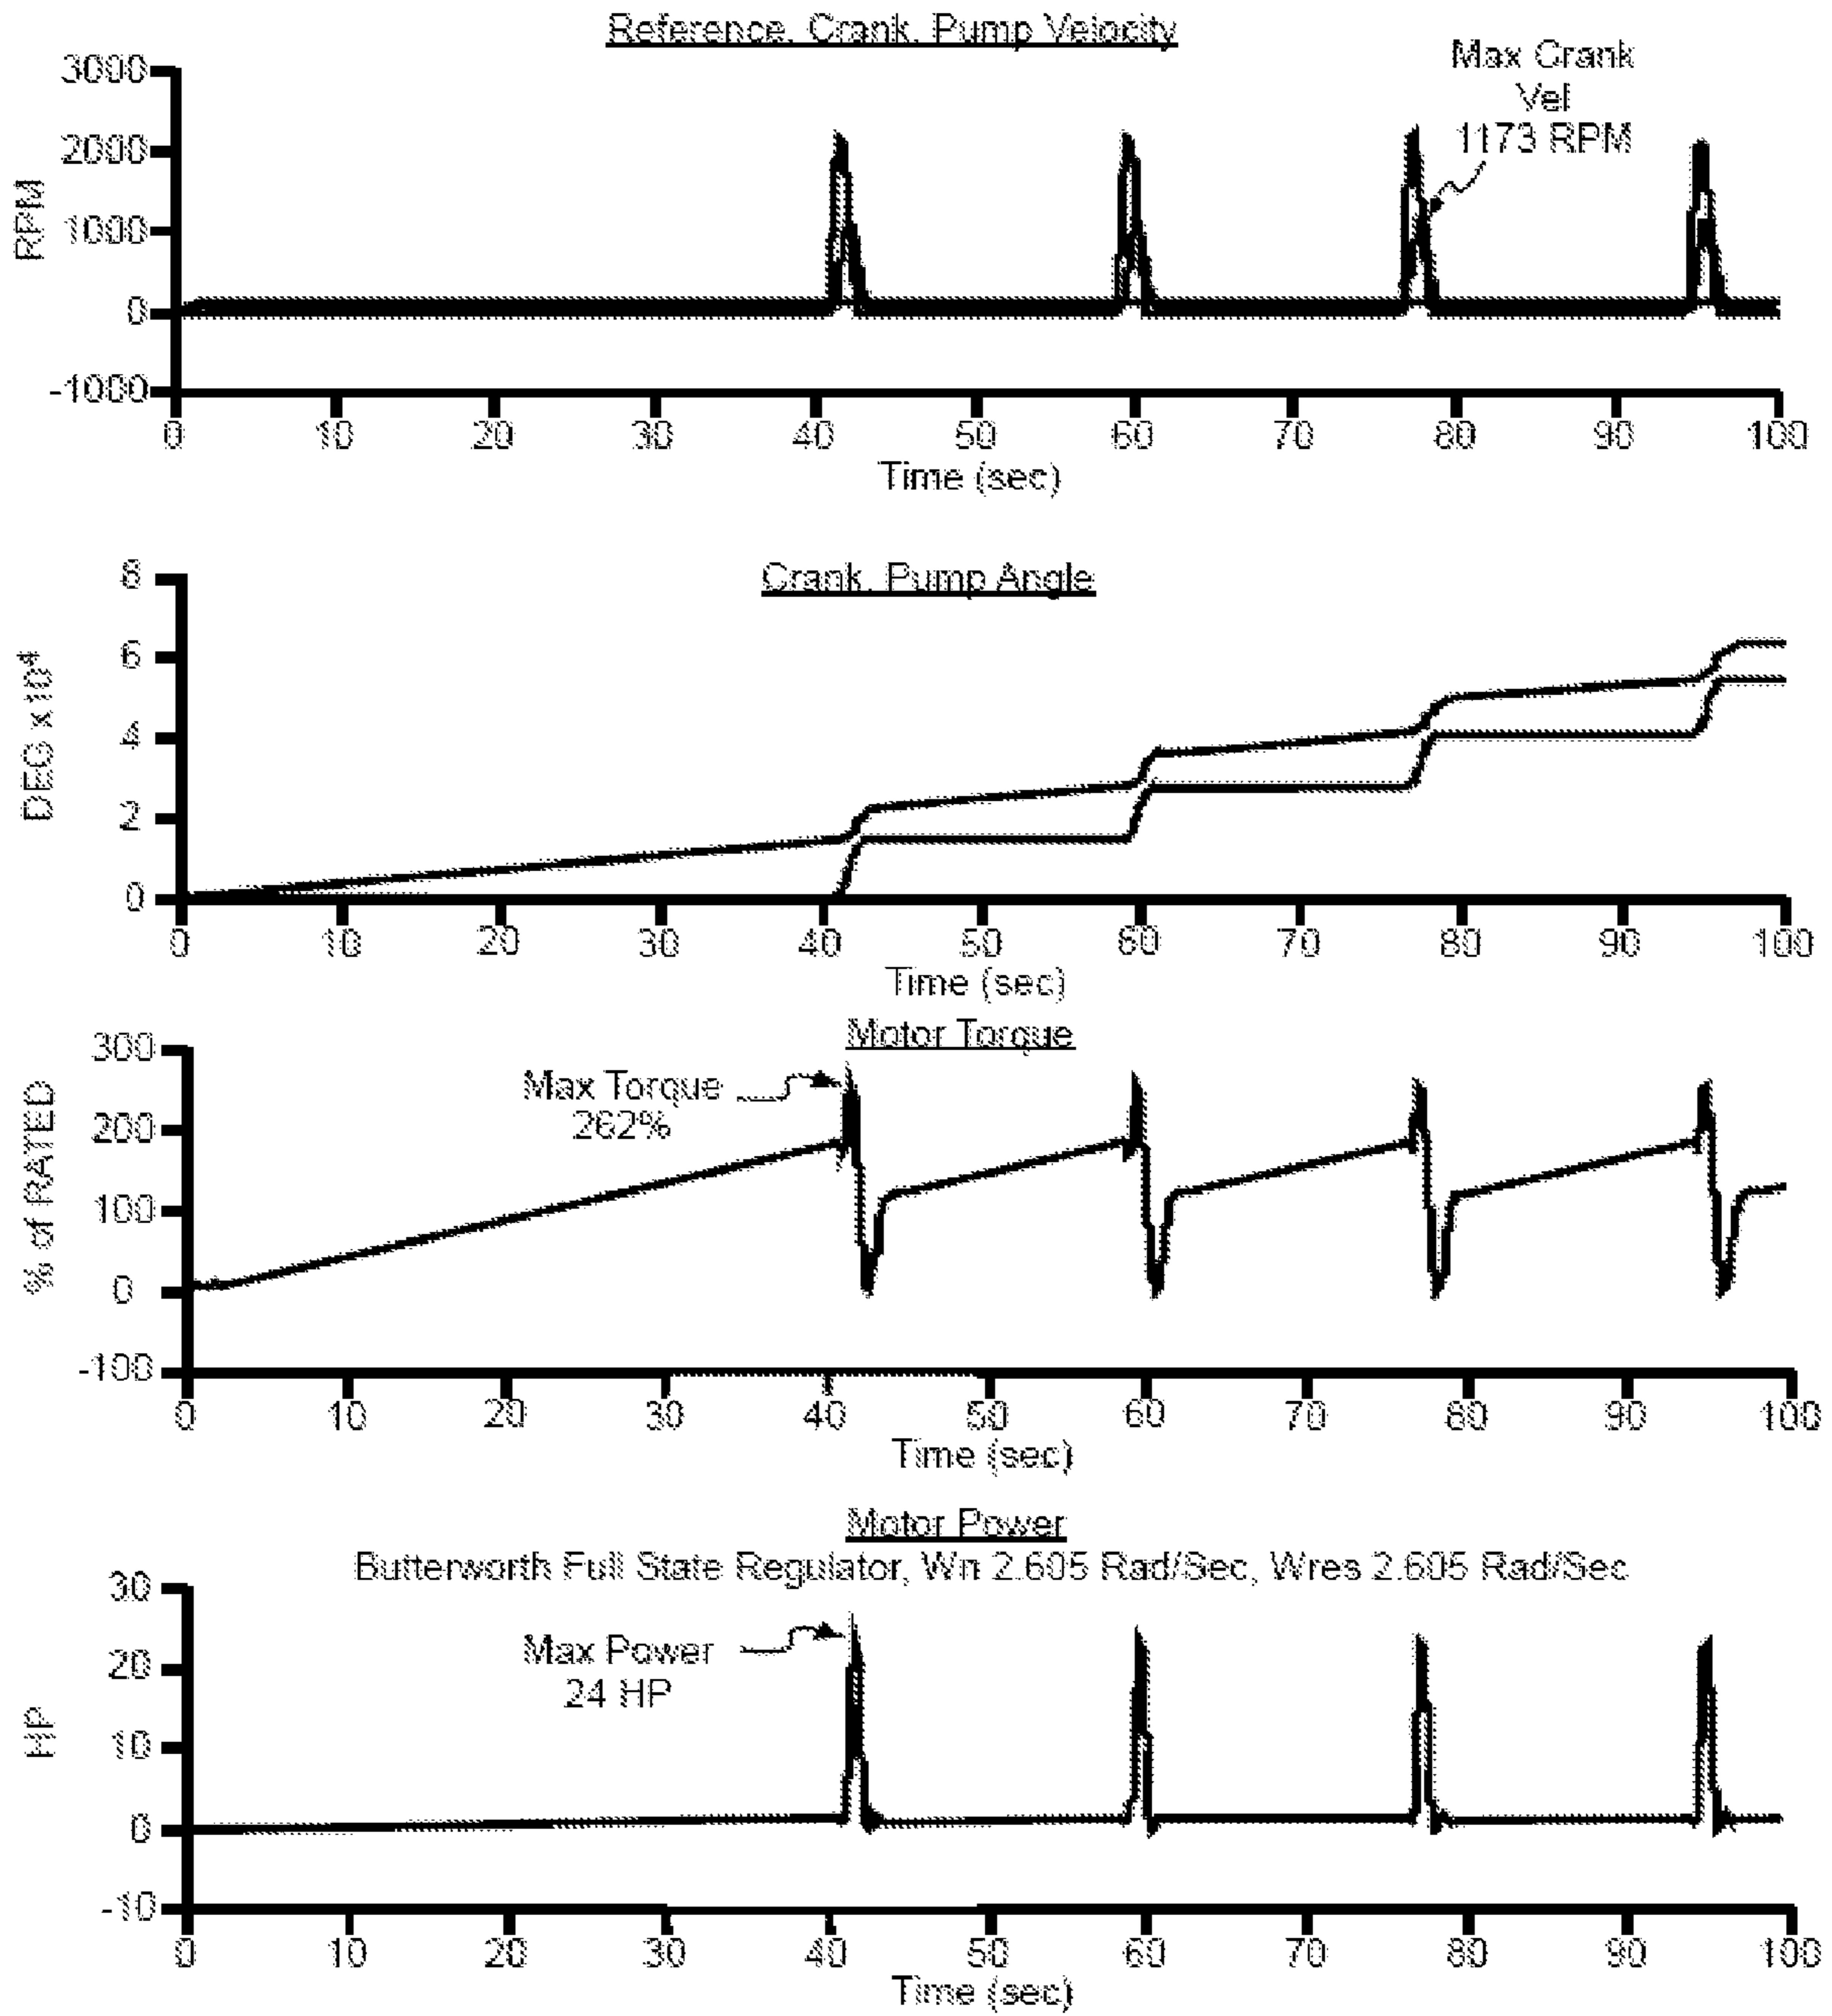 Reference, Crank, Pump Velocity
Max Crank
Vel
1173 RPM
3000
2000
1000
0
-1000
RPM
0 10 20 30 40 50 60 70 80 90 100
Time (sec)
Crank, Pump Angle
8
6
4
2
0
DEG x10⁴
0 10 20 30 40 50 60 70 80 90 100
Time (sec)
Motor Torque
Max Torque
262%
300
200
100
0
-100
% of RATED
0 10 20 30 40 50 60 70 80 90 100
Time (sec)
Motor Power
Butterworth Full State Regulator, Wn 2.605 Rad/Sec, Wres 2.605 Rad/Sec
Max Power
24 HP
30
20
10
0
-10
HP
0 10 20 30 40 50 60 70 80 90 100
Time (sec)